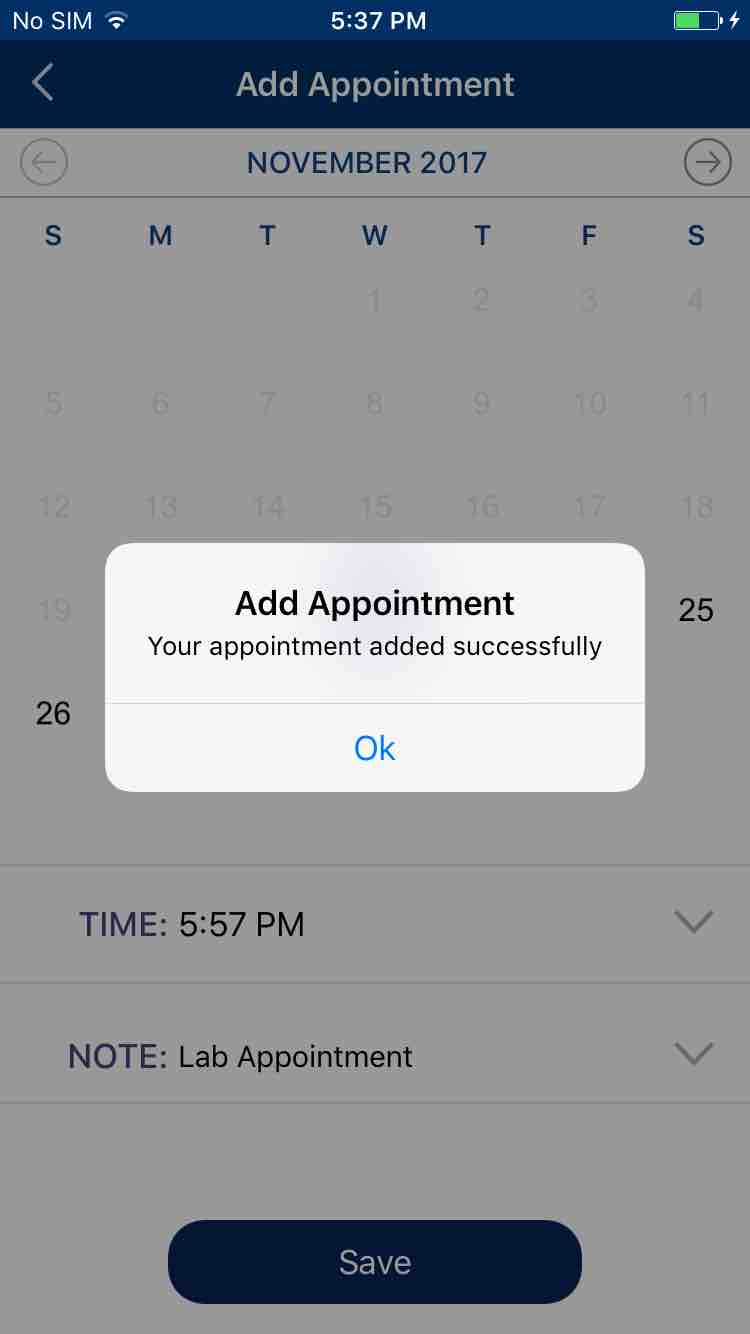 No SIM 5:37 PM
Add Appointment
NOVEMBER 2017
S M T W T F S
1 2 3 4
5 6 7 8 9 10 11
12 13 14 15 16 17 18
19 25
Add Appointment
Your appointment added successfully
26
Ok
TIME: 5:57 PM
NOTE: Lab Appointment
Save